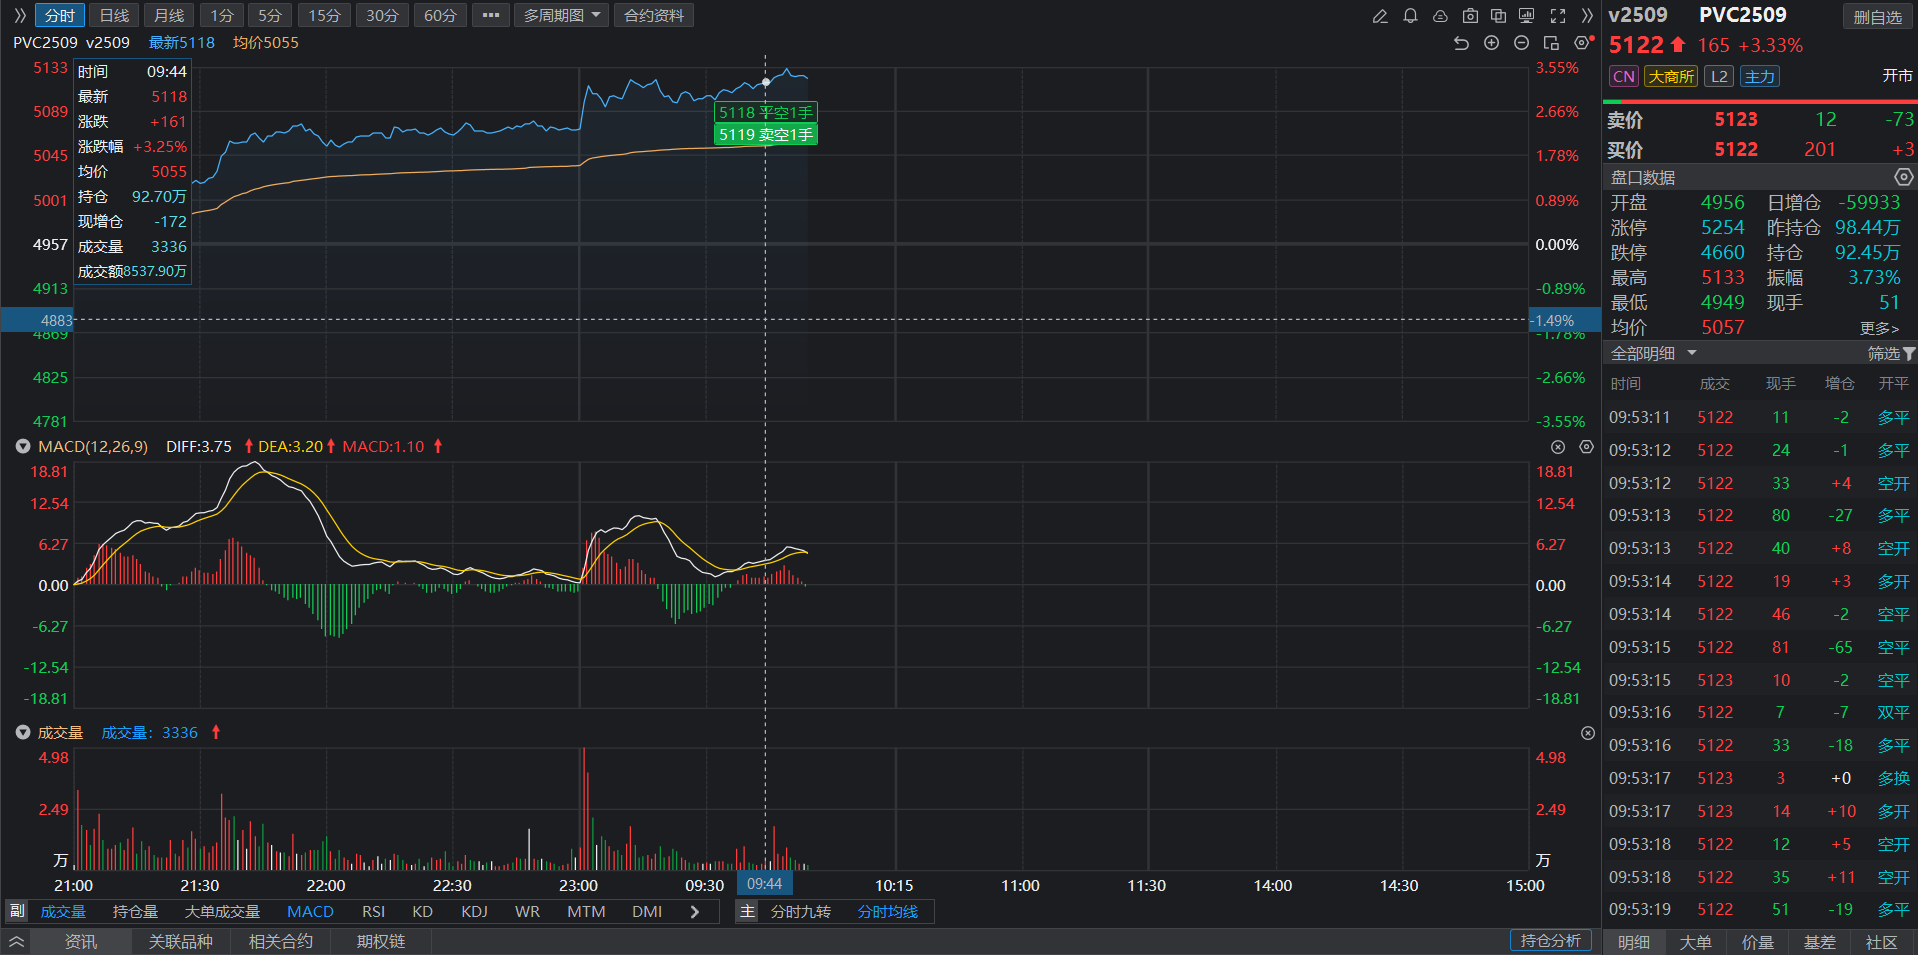 分时 日线 月线 1分 5分 15分 30分 60分 ••• 多周期图 合约资料
PVC2509 v2509 最新5118 均价5055
5133
5089
5045
5001
4957
4913
4883
4869
4825
4781
时间 09:44
最新 5118
涨跌 +161
涨跌幅 +3.25%
均价 5055
持仓 92.70万
现增仓 -172
成交量 3336
成交额8537.90万
5118 平空1手
5119 卖空1手
3.55%
2.66%
1.78%
0.89%
0.00%
-0.89%
-1.49%
-1.78%
-2.66%
-3.55%
MACD(12,26,9) DIFF:3.75 DEA:3.20 MACD:1.10
18.81 18.81
12.54 12.54
6.27 6.27
0.00 0.00
-6.27 -6.27
-12.54 -12.54
-18.81 -18.81
成交量 成交量: 3336
4.98 4.98
2.49 2.49
万 万
21:00 21:30 22:00 22:30 23:00 09:30 09:44 10:15 11:00 11:30 14:00 14:30 15:00
副 成交量 持仓量 大单成交量 MACD RSI KD KDJ WR MTM DMI 主 分时九转 分时均线
资讯 关联品种 相关合约 期权链 持仓分析
v2509 PVC2509 删自选
5122 165 +3.33%
CN 大商所 L2 主力 开市
卖价 5123 12 -73
买价 5122 201 +3
盘口数据
开盘 4956 日增仓 -59933
涨停 5254 昨持仓 98.44万
跌停 4660 持仓 92.45万
最高 5133 振幅 3.73%
最低 4949 现手 51
均价 5057 更多>
全部明细 筛选
时间 成交 现手 增仓 开平
09:53:11 5122 11 -2 多平
09:53:12 5122 24 -1 多平
09:53:12 5122 33 +4 空开
09:53:13 5122 80 -27 多平
09:53:13 5122 40 +8 空开
09:53:14 5122 19 +3 多开
09:53:14 5122 46 -2 空平
09:53:15 5122 81 -65 空平
09:53:15 5123 10 -2 空平
09:53:16 5122 7 -7 双平
09:53:16 5122 33 -18 多平
09:53:17 5123 3 +0 多换
09:53:17 5123 14 +10 多开
09:53:18 5122 12 +5 空开
09:53:18 5122 35 +11 空开
09:53:19 5122 51 -19 多平
明细 大单 价量 基差 社区